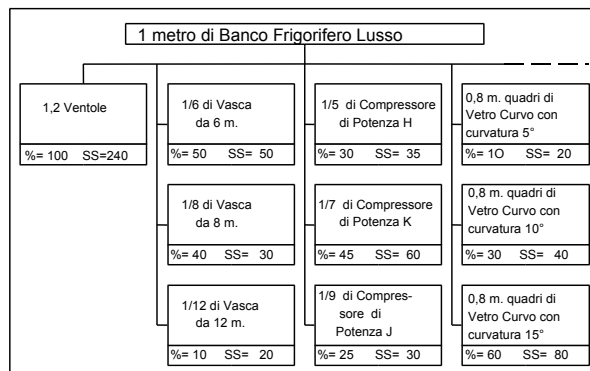 1 metro di Banco Frigorifero Lusso
1,2 Ventole
%= 100 SS=240
1/6 di Vasca
da 6 m.
%= 50 SS= 50
1/8 di Vasca
da 8 m.
%= 40 SS= 30
1/12 di Vasca
da 12 m.
%= 10 SS= 20
1/5 di Compressore
di Potenza H
%= 30 SS= 35
1/7 di Compressore
di Potenza K
%= 45 SS= 60
1/9 di Compres-
sore di
Potenza J
%= 25 SS= 30
0,8 m. quadri di
Vetro Curvo con
curvatura 5°
%= 1O SS= 20
0,8 m. quadri di
Vetro Curvo con
curvatura 10°
%= 30 SS= 40
0,8 m. quadri di
Vetro Curvo con
curvatura 15°
%= 60 SS= 80